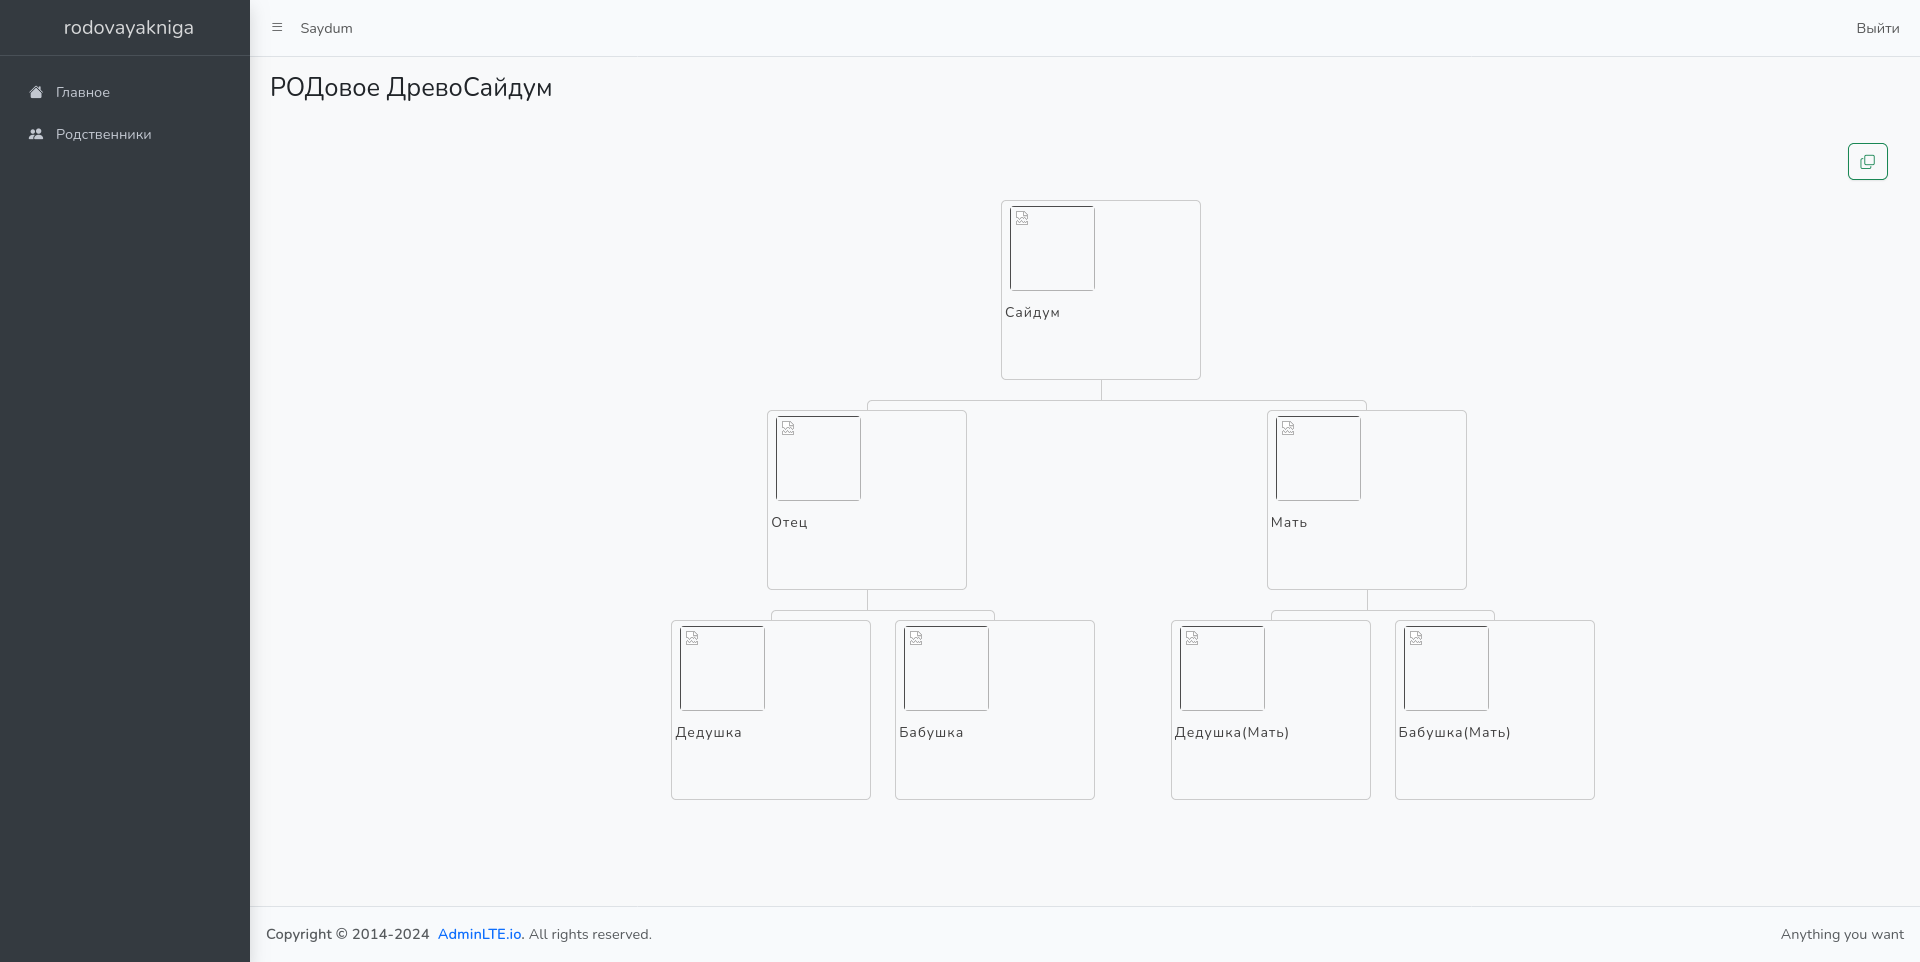 rodovayakniga
Saydum
Выйти
Главное
Родственники
РОДовое ДревоСайдум
Сайдум
Отец
Мать
Дедушка
Бабушка
Дедушка(Мать)
Бабушка(Мать)
Copyright © 2014-2024 AdminLTE.io. All rights reserved.
Anything you want